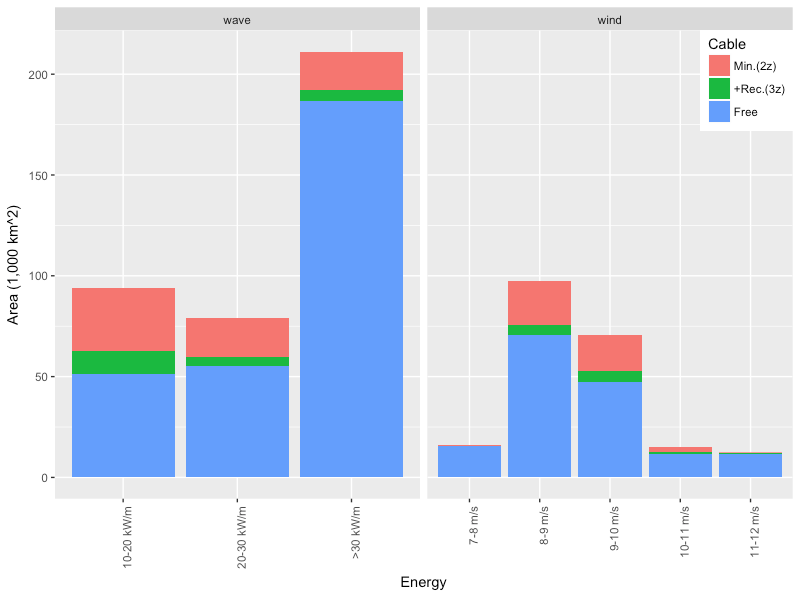 wave
wind
Cable
Min.(2z)
+Rec.(3z)
Free
200
150
100
50
0
Area (1,000 km^2)
10-20 kW/m
20-30 kW/m
>30 kW/m
7-8 m/s
8-9 m/s
9-10 m/s
10-11 m/s
11-12 m/s
Energy